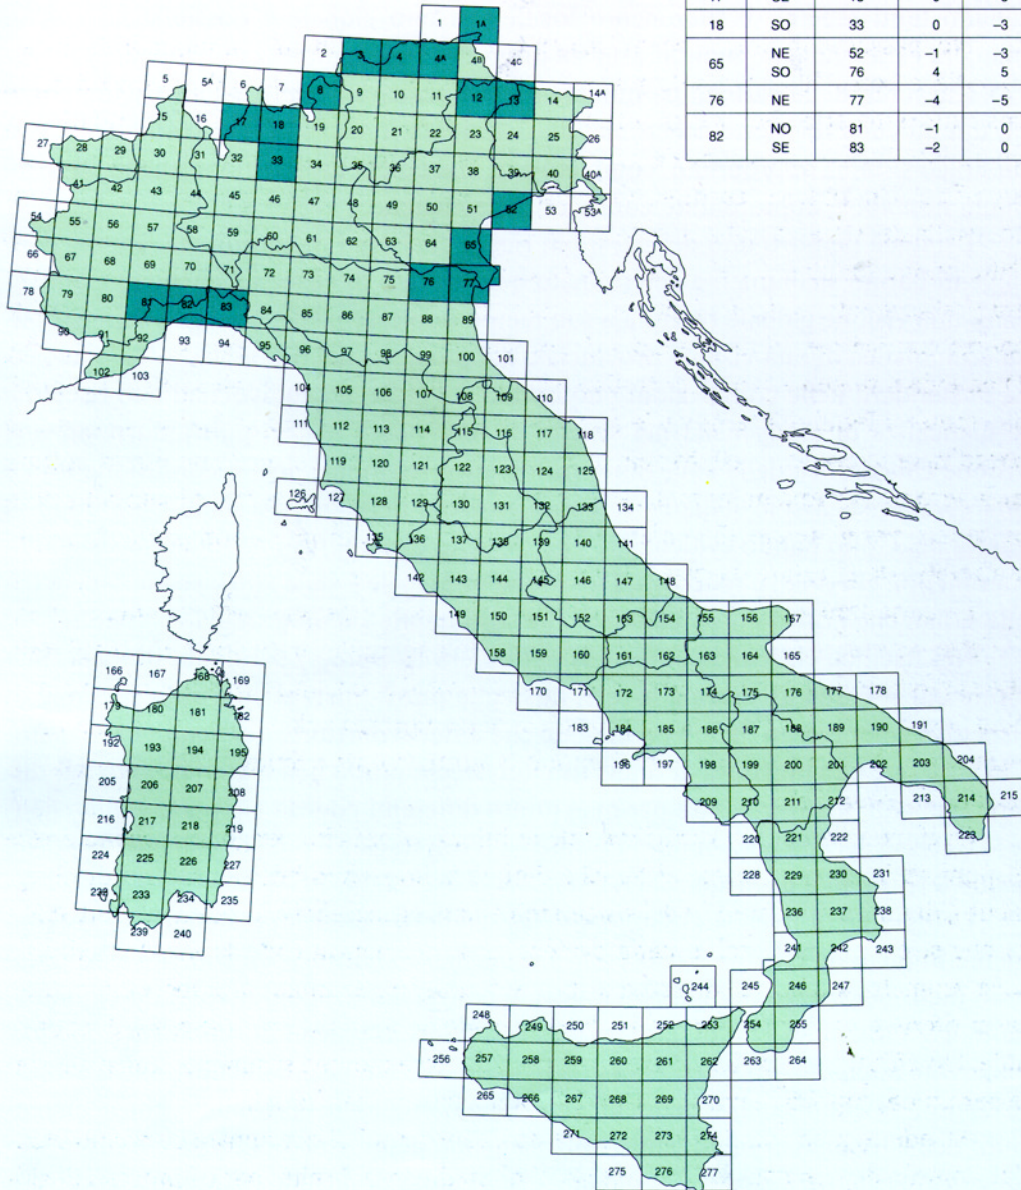 18 SO 33 0 −3
65 NE 52 −1 −3
SO 76 4 5
76 NE 77 −4 −5
82 NO 81 −1 0
SE 83 −2 0
1 1A
2 3 4 4A 4B 4C
5 5A 6 7 8 9 10 11 12 13 14 14A
15 16 17 18 19 20 21 22 23 24 25 26
27 28 29 30 31 32 33 34 35 36 37 38 39 40 40A
41 42 43 44 45 46 47 48 49 50 51 52 53 53A
54 55 56 57 58 59 60 61 62 63 64 65
66 67 68 69 70 71 72 73 74 75 76 77
78 79 80 81 82 83 84 85 86 87 88 89
90 91 92 93 94 95 96 97 98 99 100 101
102 103 104 105 106 107 108 109 110
111 112 113 114 115 116 117 118
119 120 121 122 123 124 125
126 127 128 129 130 131 132 133 134
135 136 137 138 139 140 141
142 143 144 145 146 147 148
149 150 151 152 153 154 155 156 157
158 159 160 161 162 163 164 165
166 167 168 169 170 171 172 173 174 175 176 177 178
179 180 181 182 183 184 185 186 187 188 189 190 191
192 193 194 195 196 197 198 199 200 201 202 203 204
205 206 207 208 209 210 211 212 213 214 215
216 217 218 219 220 221 222 223
224 225 226 227 228 229 230 231
233 234 235 236 237 238
239 240 241 242 243
244 245 246 247
248 249 250 251 252 253 254 255
256 257 258 259 260 261 262 263 264
265 266 267 268 269 270
271 272 273 274
275 276 277